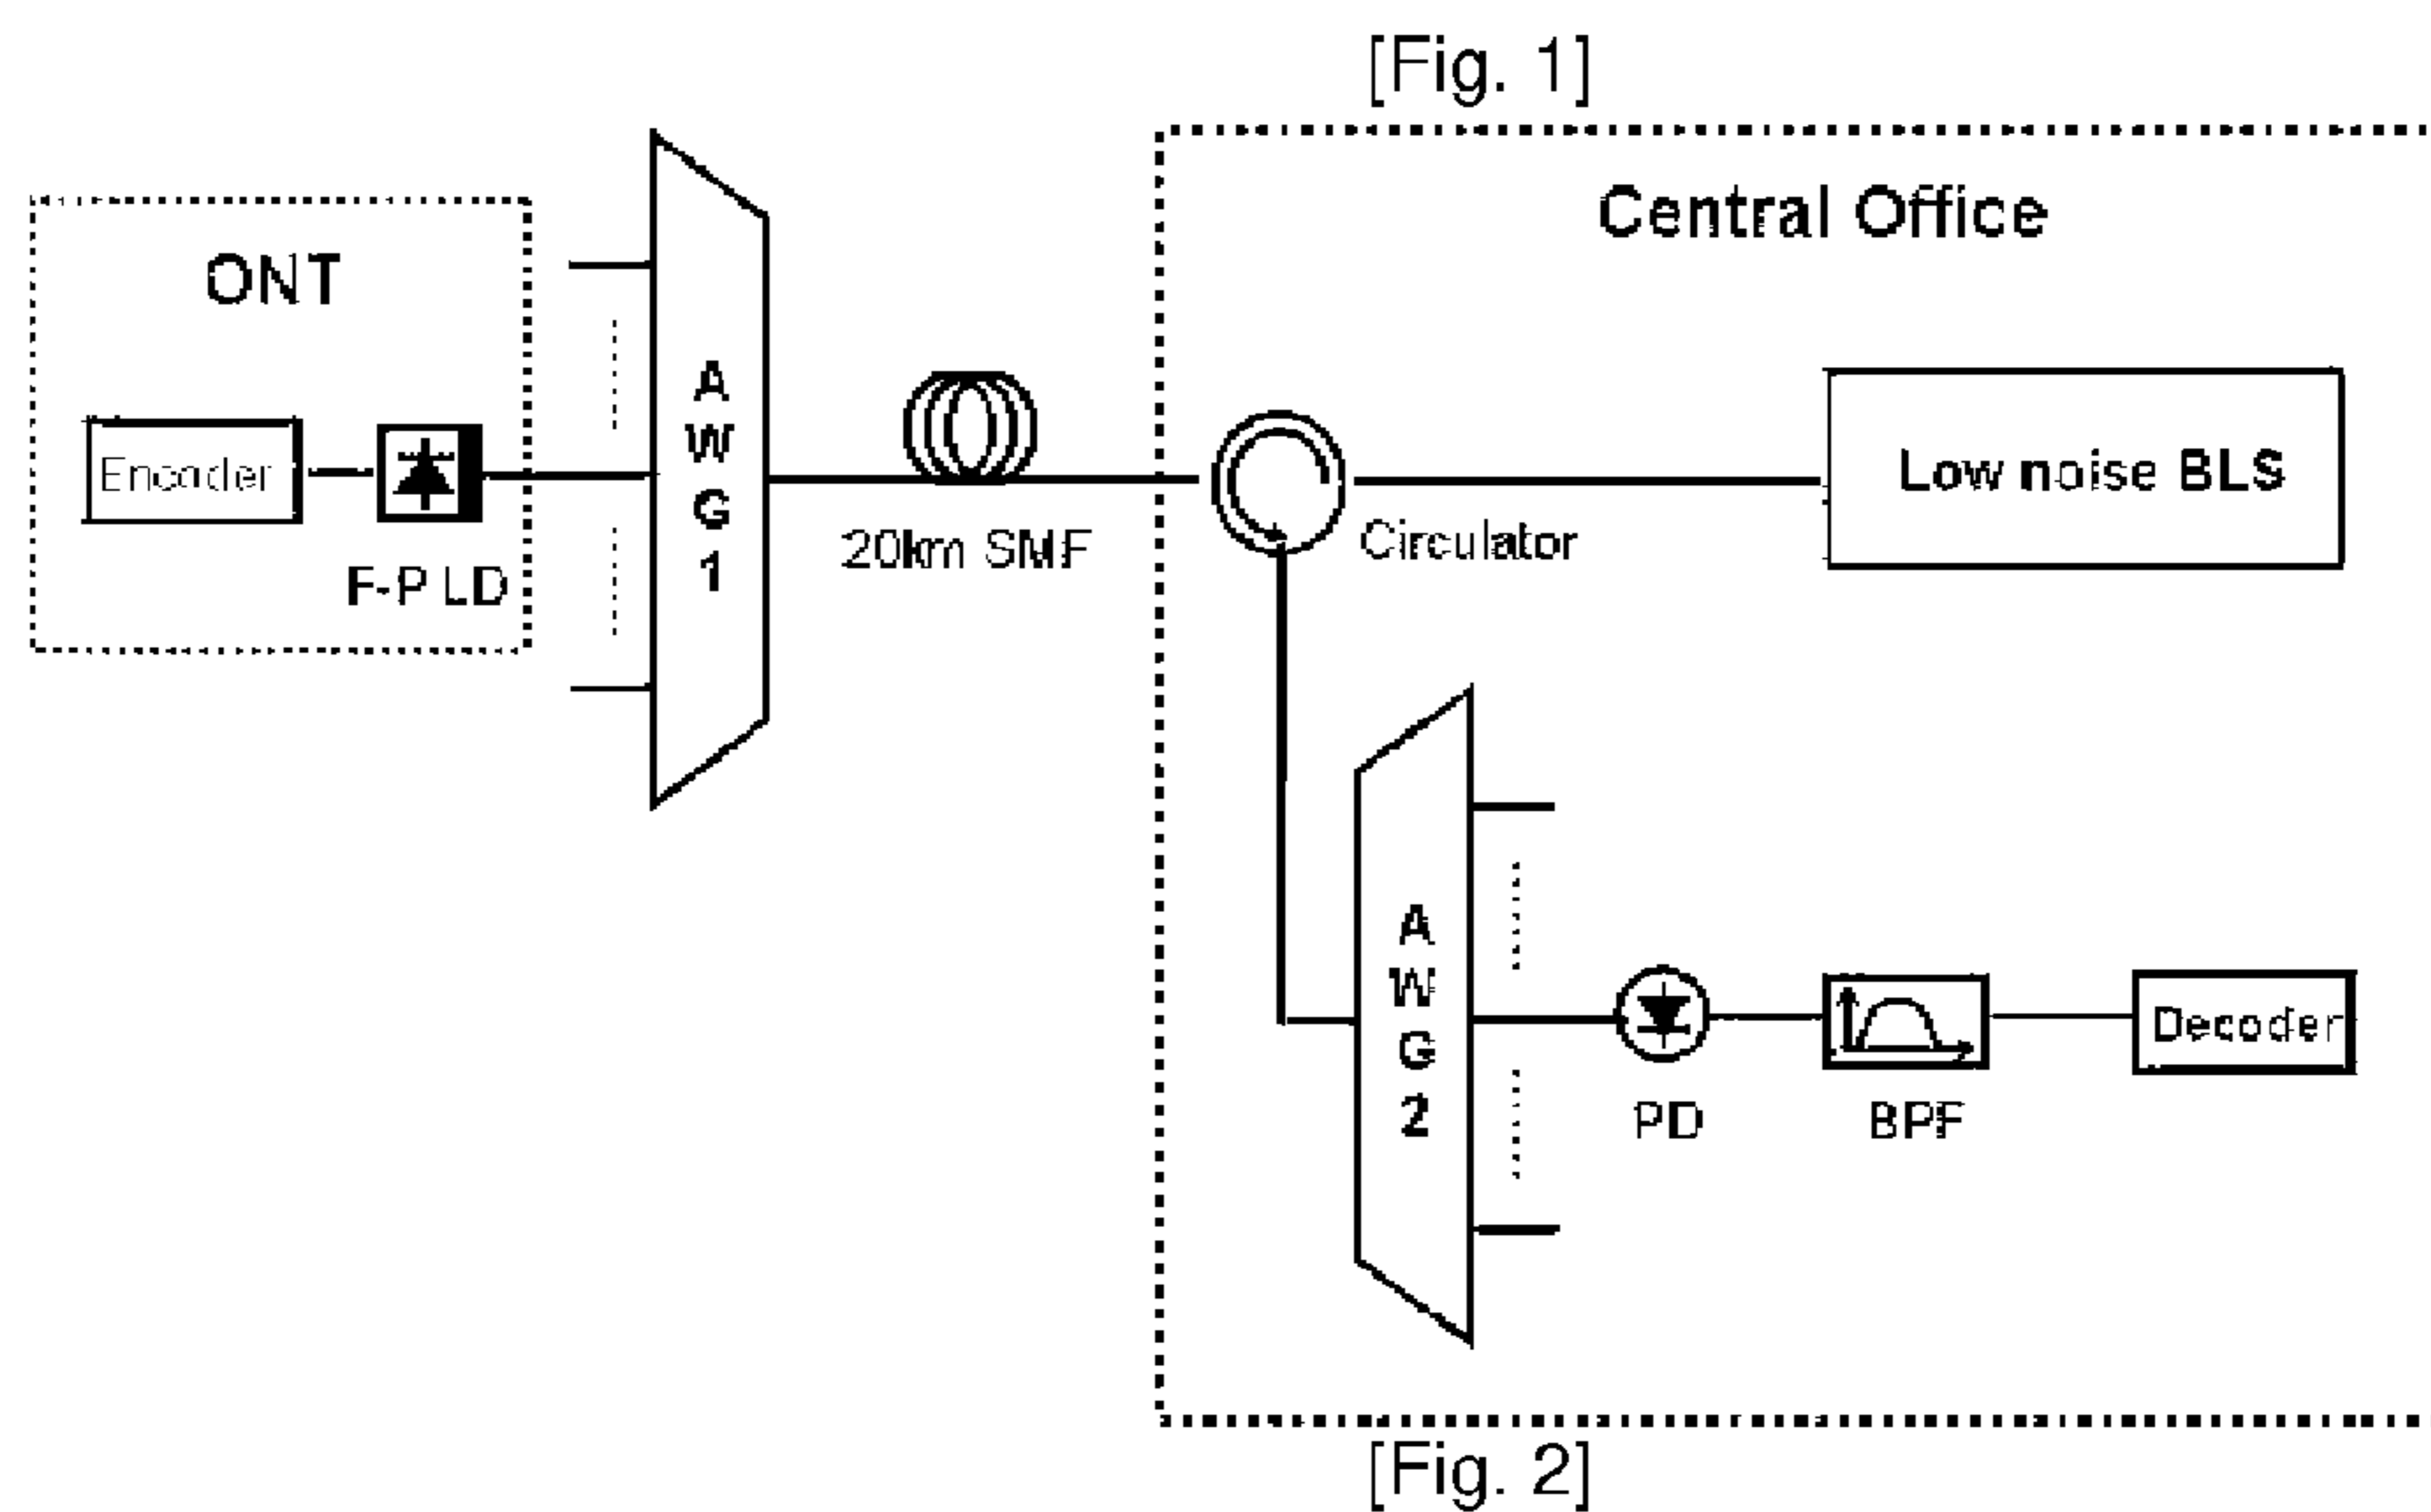 [Fig. 1]
Central Office
ONT
Encoder
F-P LD
A
W
G
1
20km SMF
Circulator
Low noise BLS
A
W
G
2
PD
BPF
Decoder
[Fig. 2]